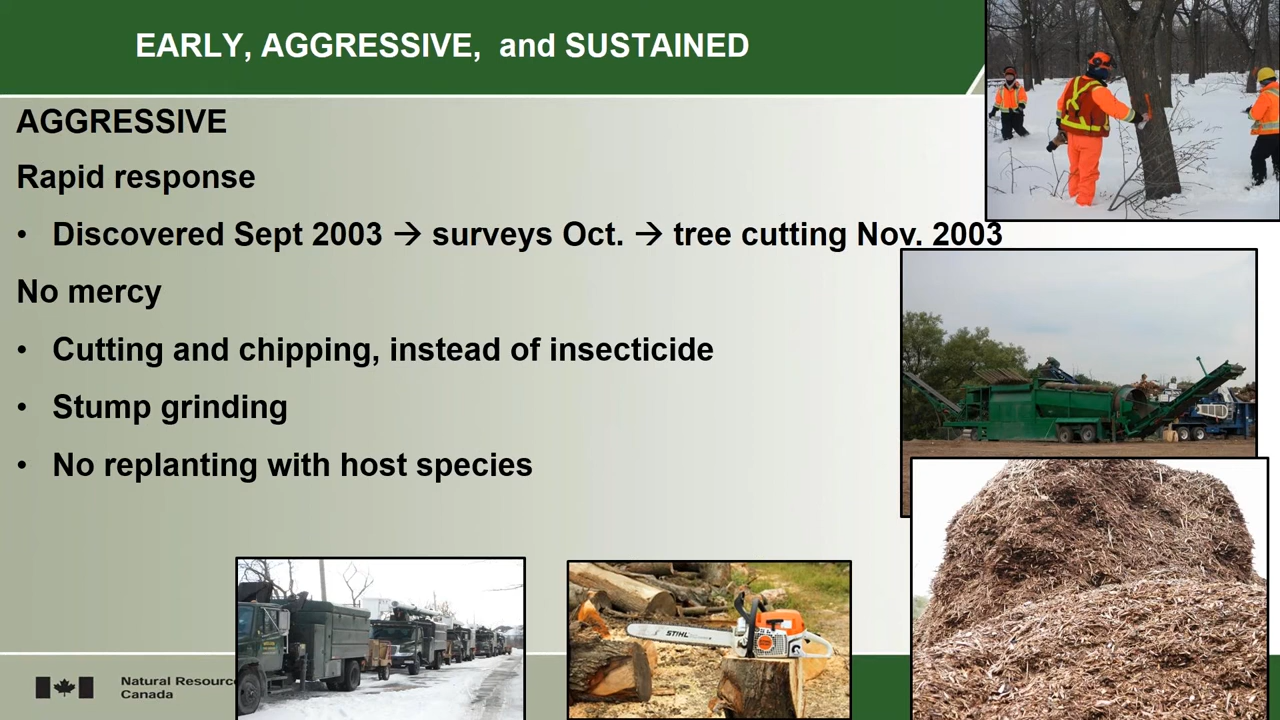 EARLY, AGGRESSIVE, and SUSTAINED
AGGRESSIVE
Rapid response
• Discovered Sept 2003 → surveys Oct. → tree cutting Nov. 2003
No mercy
• Cutting and chipping, instead of insecticide
• Stump grinding
• No replanting with host species
STIHL
Natural Resourc
Canada